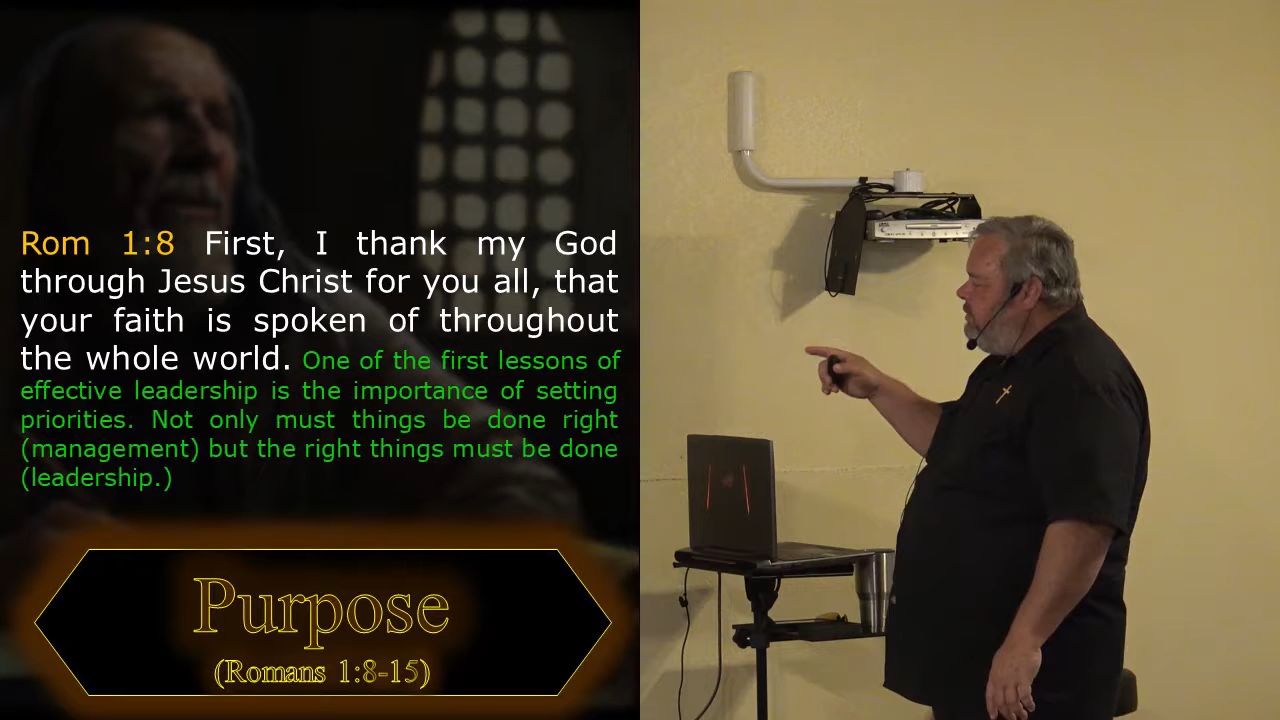 Rom 1:8 First, I thank my God
through Jesus Christ for you all, that
your faith is spoken of throughout
the whole world. One of the first lessons of
effective leadership is the importance of setting
priorities. Not only must things be done right
(management) but the right things must be done
(leadership.)
Purpose
(Romans 1:8-15)